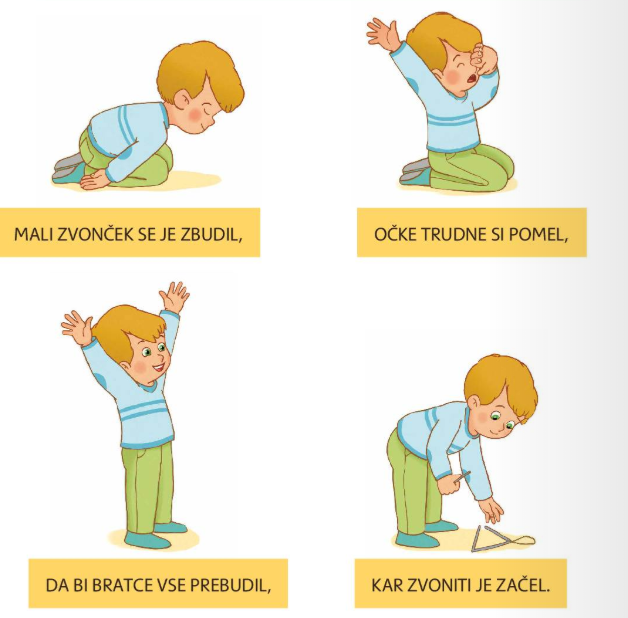 MALI ZVONČEK SE JE ZBUDIL,
OČKE TRUDNE SI POMEL,
DA BI BRATCE VSE PREBUDIL,
KAR ZVONITI JE ZAČEL.